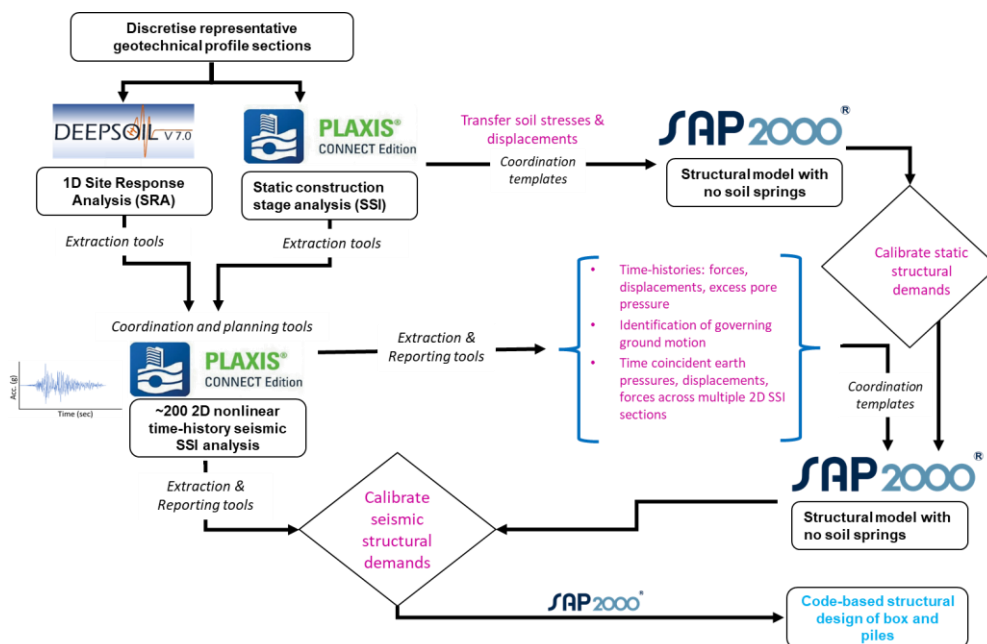 Discretise representative
geotechnical profile sections
DEEPSOIL V 7.0
PLAXIS®
CONNECT Edition
Transfer soil stresses &
displacements
Coordination
templates
SAP2000®
1D Site Response
Analysis (SRA)
Static construction
stage analysis (SSI)
Structural model with
no soil springs
Extraction tools
Extraction tools
Calibrate static
structural
demands
Coordination and planning tools
PLAXIS®
CONNECT Edition
Acc. (g)
Time (sec)
~200 2D nonlinear
time-history seismic
SSI analysis
Extraction &
Reporting tools
• Time-histories: forces,
displacements, excess pore
pressure
• Identification of governing
ground motion
• Time coincident earth
pressures, displacements,
forces across multiple 2D SSI
sections
Coordination
templates
SAP2000®
Structural model with
no soil springs
Extraction &
Reporting tools
Calibrate
seismic
structural
demands
SAP2000®
Code-based structural
design of box and
piles